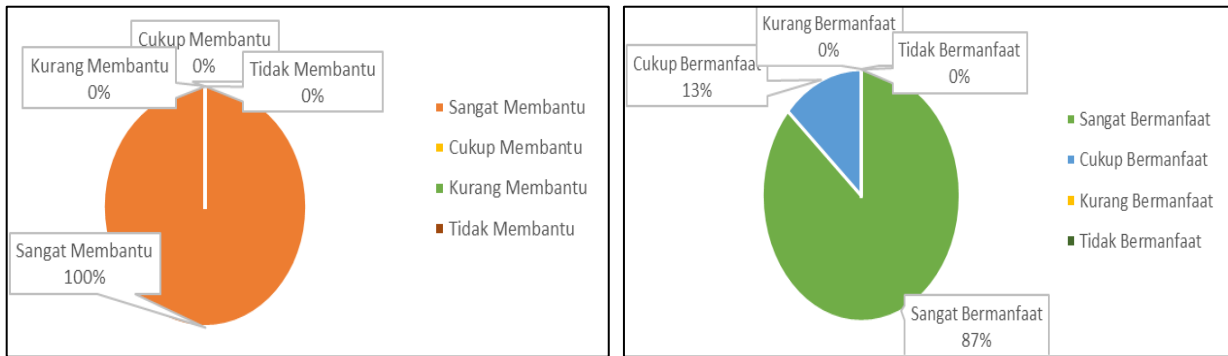 Cukup Membantu
0%
Kurang Membantu
0%
Tidak Membantu
0%
Sangat Membantu
100%
Sangat Membantu
Cukup Membantu
Kurang Membantu
Tidak Membantu
Kurang Bermanfaat
0%
Tidak Bermanfaat
0%
Cukup Bermanfaat
13%
Sangat Bermanfaat
87%
Sangat Bermanfaat
Cukup Bermanfaat
Kurang Bermanfaat
Tidak Bermanfaat